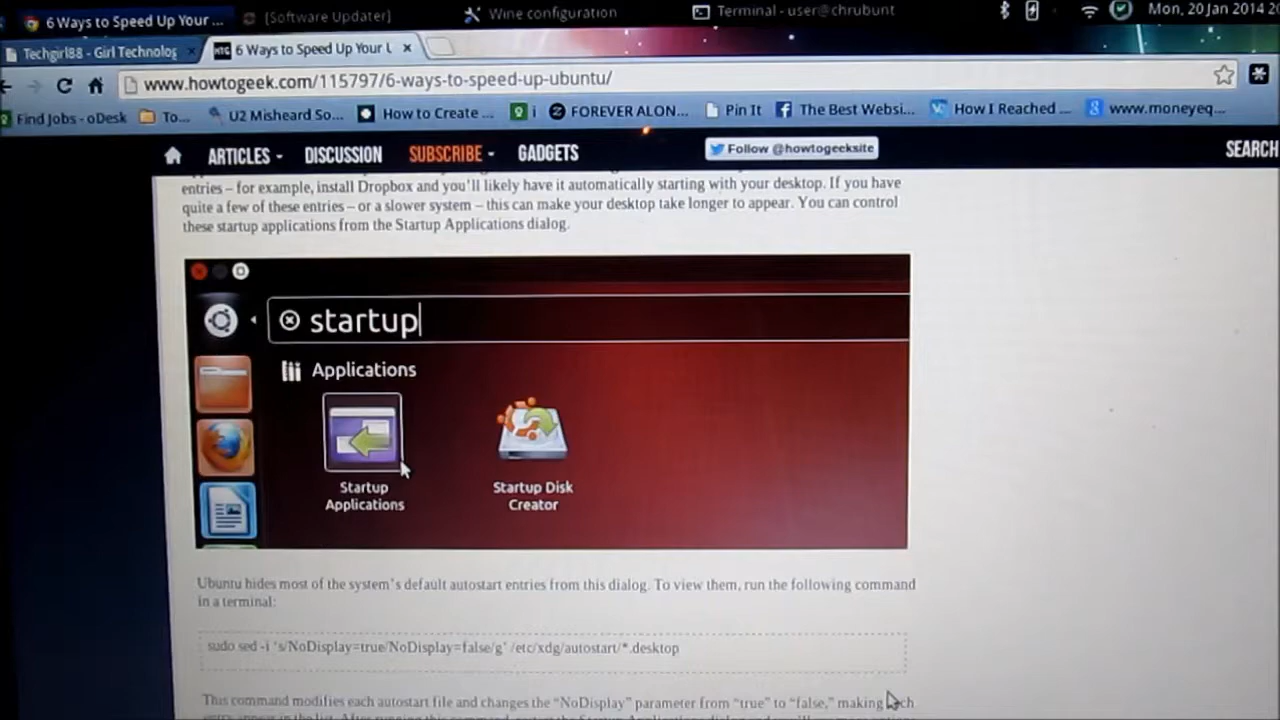 6 Ways to Speed Up Your ...
[Software Updater]
Wine configuration
Terminal - user@chrubunt
Mon, 20 Jan 2014
Techgirl88 - Girl Technolog
HTG 6 Ways to Speed Up Your L
www.howtogeek.com/115797/6-ways-to-speed-up-ubuntu/
Find Jobs - oDesk
To...
U2 Misheard So...
How to Create ...
i
FOREVER ALON...
Pin It
The Best Websi...
How I Reached ...
www.moneyeq...
ARTICLES
DISCUSSION
SUBSCRIBE
GADGETS
Follow @howtogeeksite
SEARCH
entries – for example, install Dropbox and you'll likely have it automatically starting with your desktop. If you have
quite a few of these entries – or a slower system – this can make your desktop take longer to appear. You can control
these startup applications from the Startup Applications dialog.
startup
Applications
Startup
Applications
Startup Disk
Creator
Ubuntu hides most of the system's default autostart entries from this dialog. To view them, run the following command
in a terminal:
sudo sed -i 's/NoDisplay=true/NoDisplay=false/g' /etc/xdg/autostart/*.desktop
This command modifies each autostart file and changes the “NoDisplay” parameter from “true” to “false,” making each